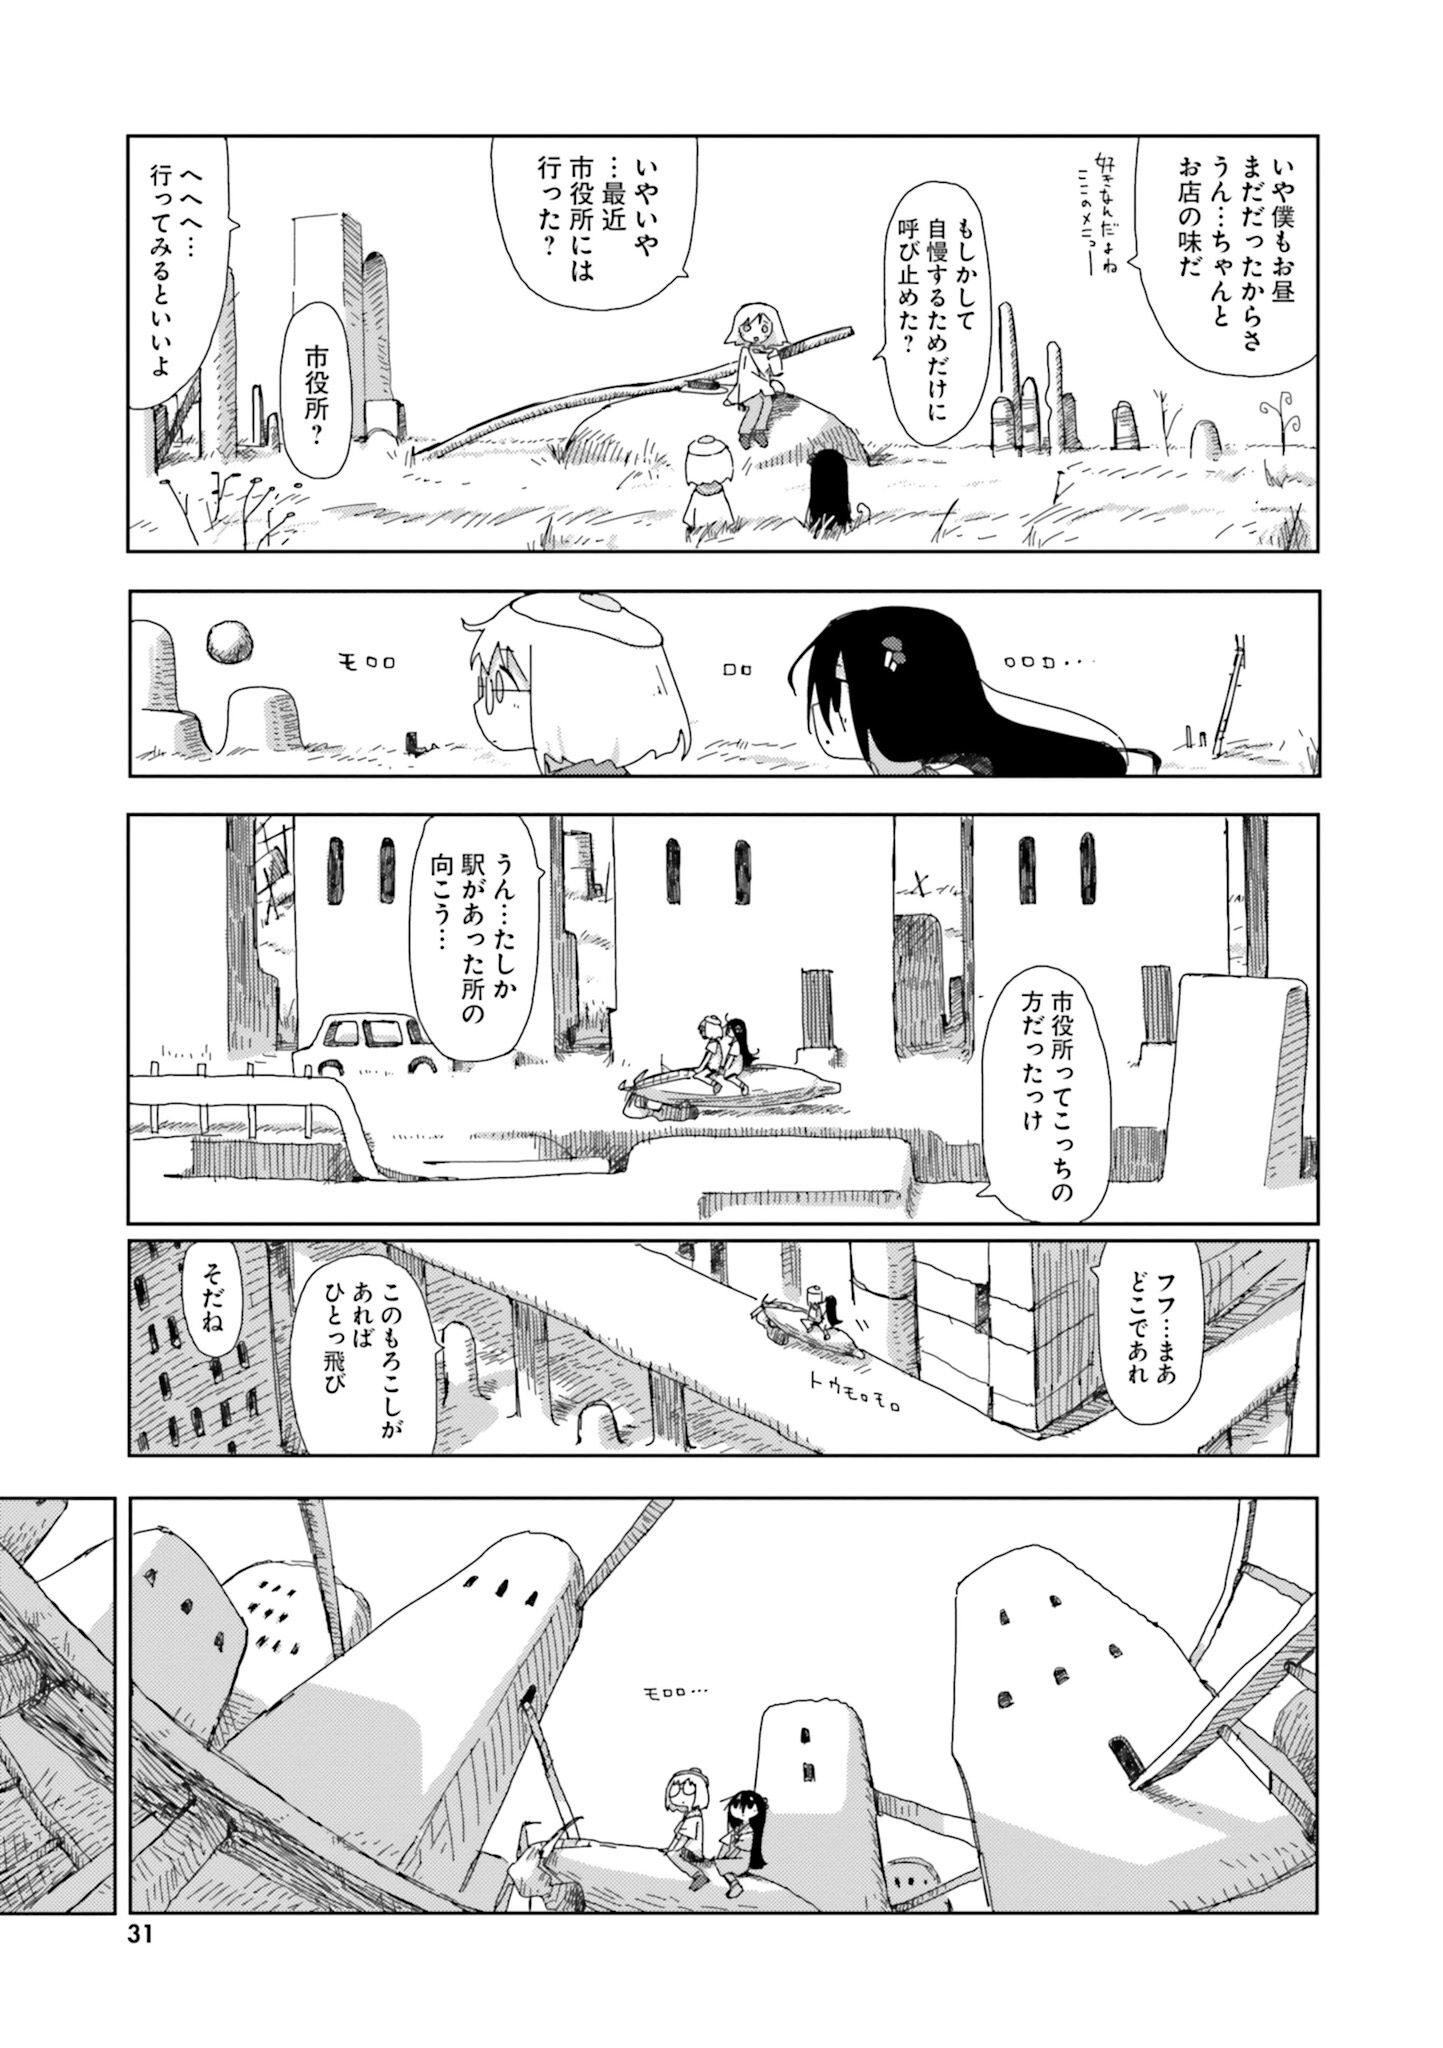 いや僕もお昼
まだだったからさ
うん…ちゃんと
お店の味だ
好きなんだよね
ここのメニュー
もしかして
自慢するためだけに
呼び止めた?
いやいや
…最近
市役所には
行った?
市役所?
へへへ…
行ってみるといいよ
ロロロ…
ロロ
モロロ
市役所ってこっちの
方だったっけ
うん…たしか
駅があった所の
向こう…
フフ…まあ
どこであれ
トウモロモロ
このもろこしが
あれば
ひとっ飛び
そだね
モロロ…
31